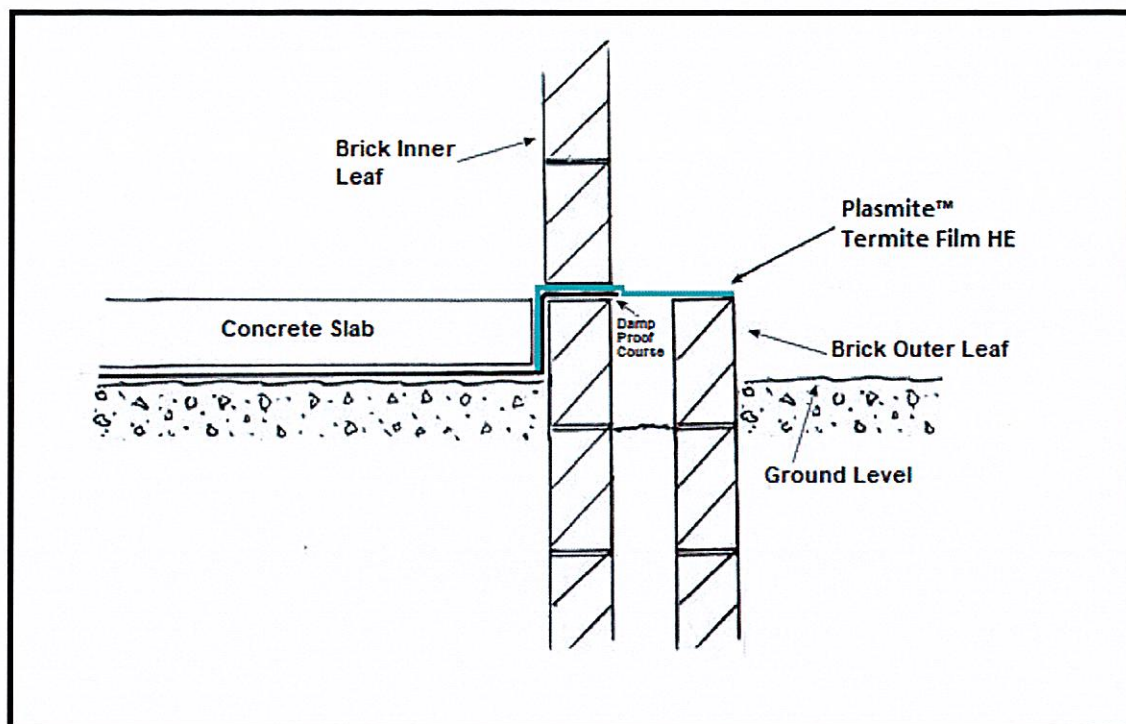 Brick Inner
Leaf
Plasmite™
Termite Film HE
Concrete Slab
Damp
Proof
Course
Brick Outer Leaf
Ground Level